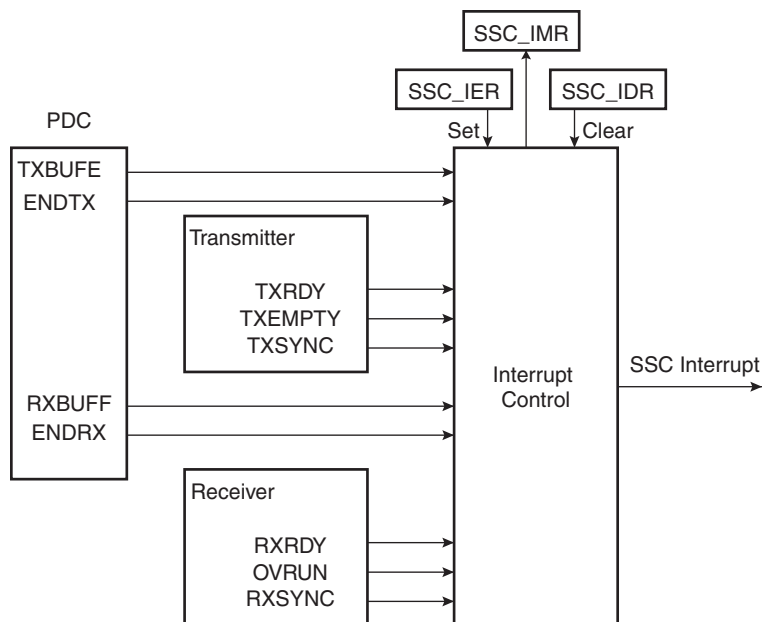 SSC_IMR
SSC_IER
SSC_IDR
PDC
Set
Clear
TXBUFE
ENDTX
Transmitter
TXRDY
TXEMPTY
TXSYNC
SSC Interrupt
Interrupt
Control
RXBUFF
ENDRX
Receiver
RXRDY
OVRUN
RXSYNC